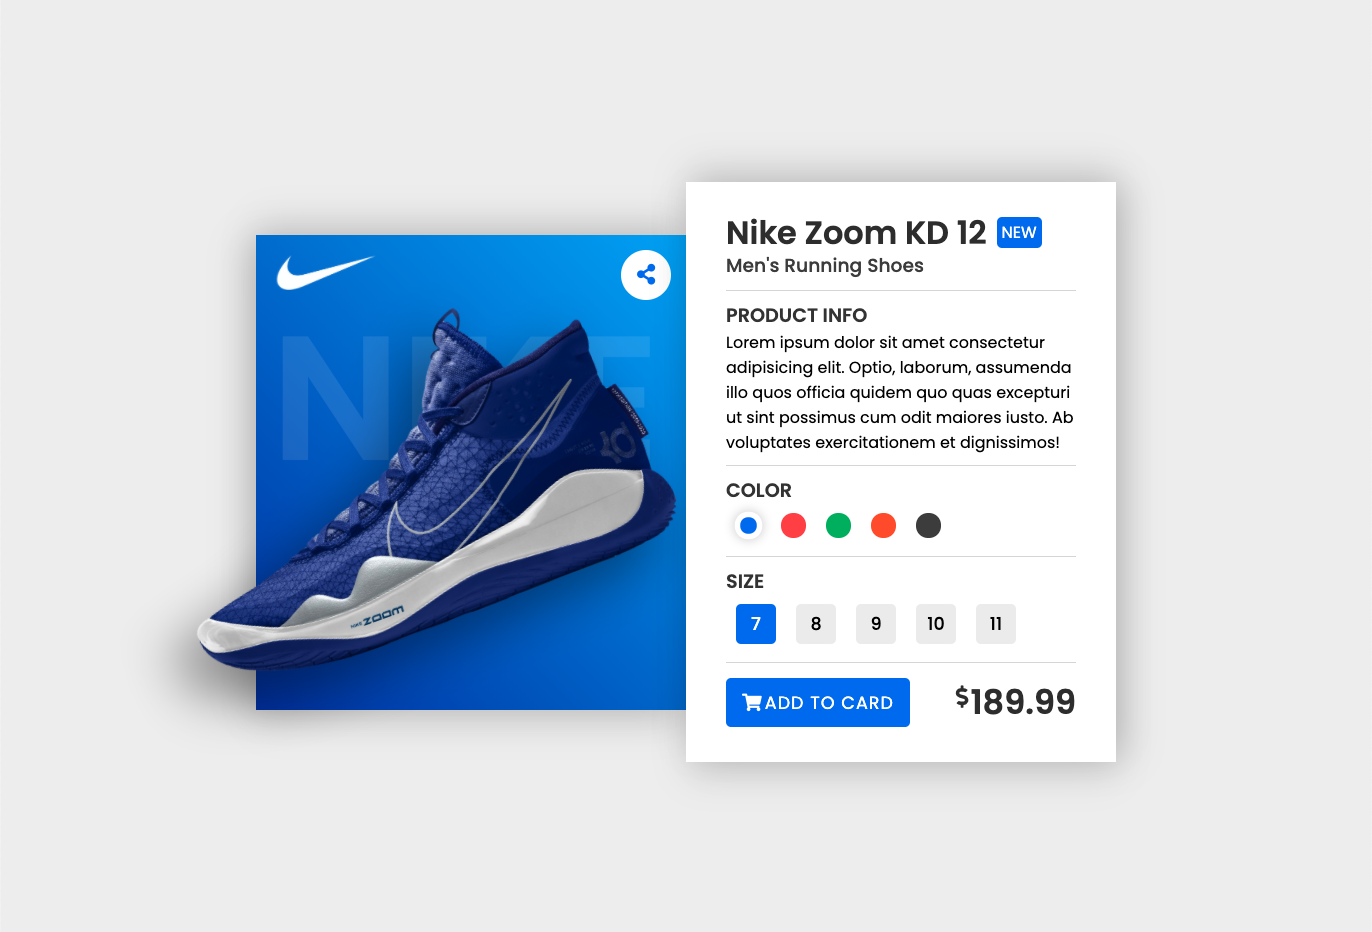 NIKE
NIKE ZOOM
Nike Zoom KD 12 NEW
Men's Running Shoes
PRODUCT INFO
Lorem ipsum dolor sit amet consectetur
adipisicing elit. Optio, laborum, assumenda
illo quos officia quidem quo quas excepturi
ut sint possimus cum odit maiores iusto. Ab
voluptates exercitationem et dignissimos!
COLOR
SIZE
7 8 9 10 11
ADD TO CARD $189.99